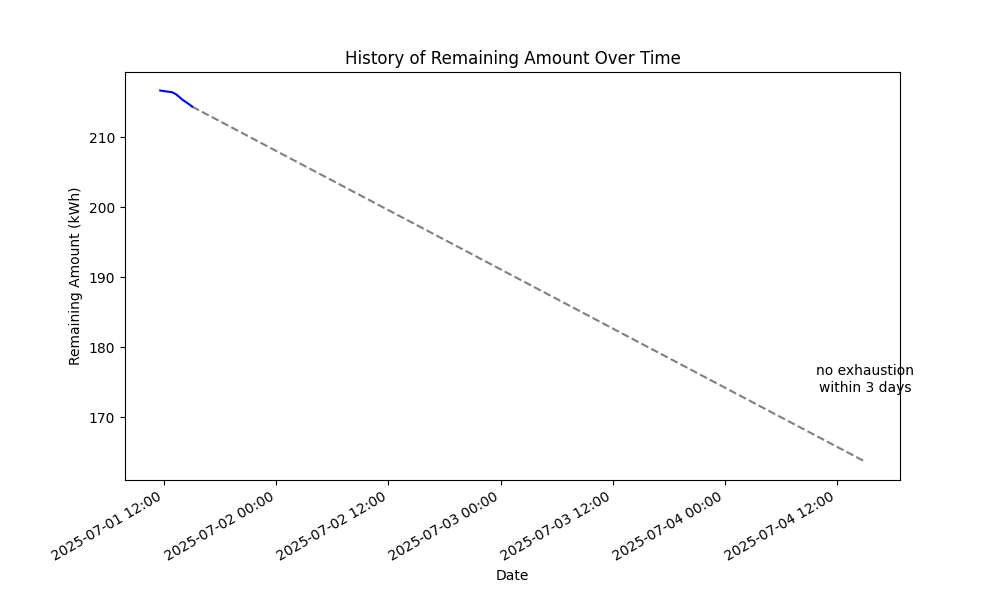 History of Remaining Amount Over Time
Remaining Amount (kWh)
210
200
190
180
170
no exhaustion
within 3 days
2025-07-01 12:00
2025-07-02 00:00
2025-07-02 12:00
2025-07-03 00:00
2025-07-03 12:00
2025-07-04 00:00
2025-07-04 12:00
Date